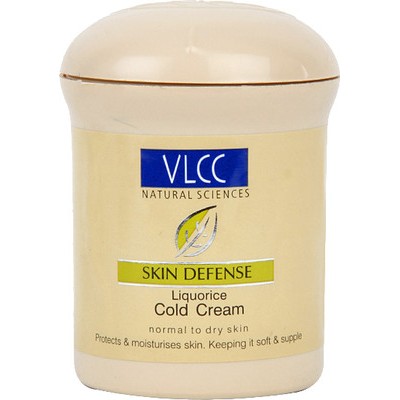 VLCC
NATURAL SCIENCES
SKIN DEFENSE
Liquorice
Cold Cream
normal to dry skin
Protects & moisturises skin. Keeping it soft & supple